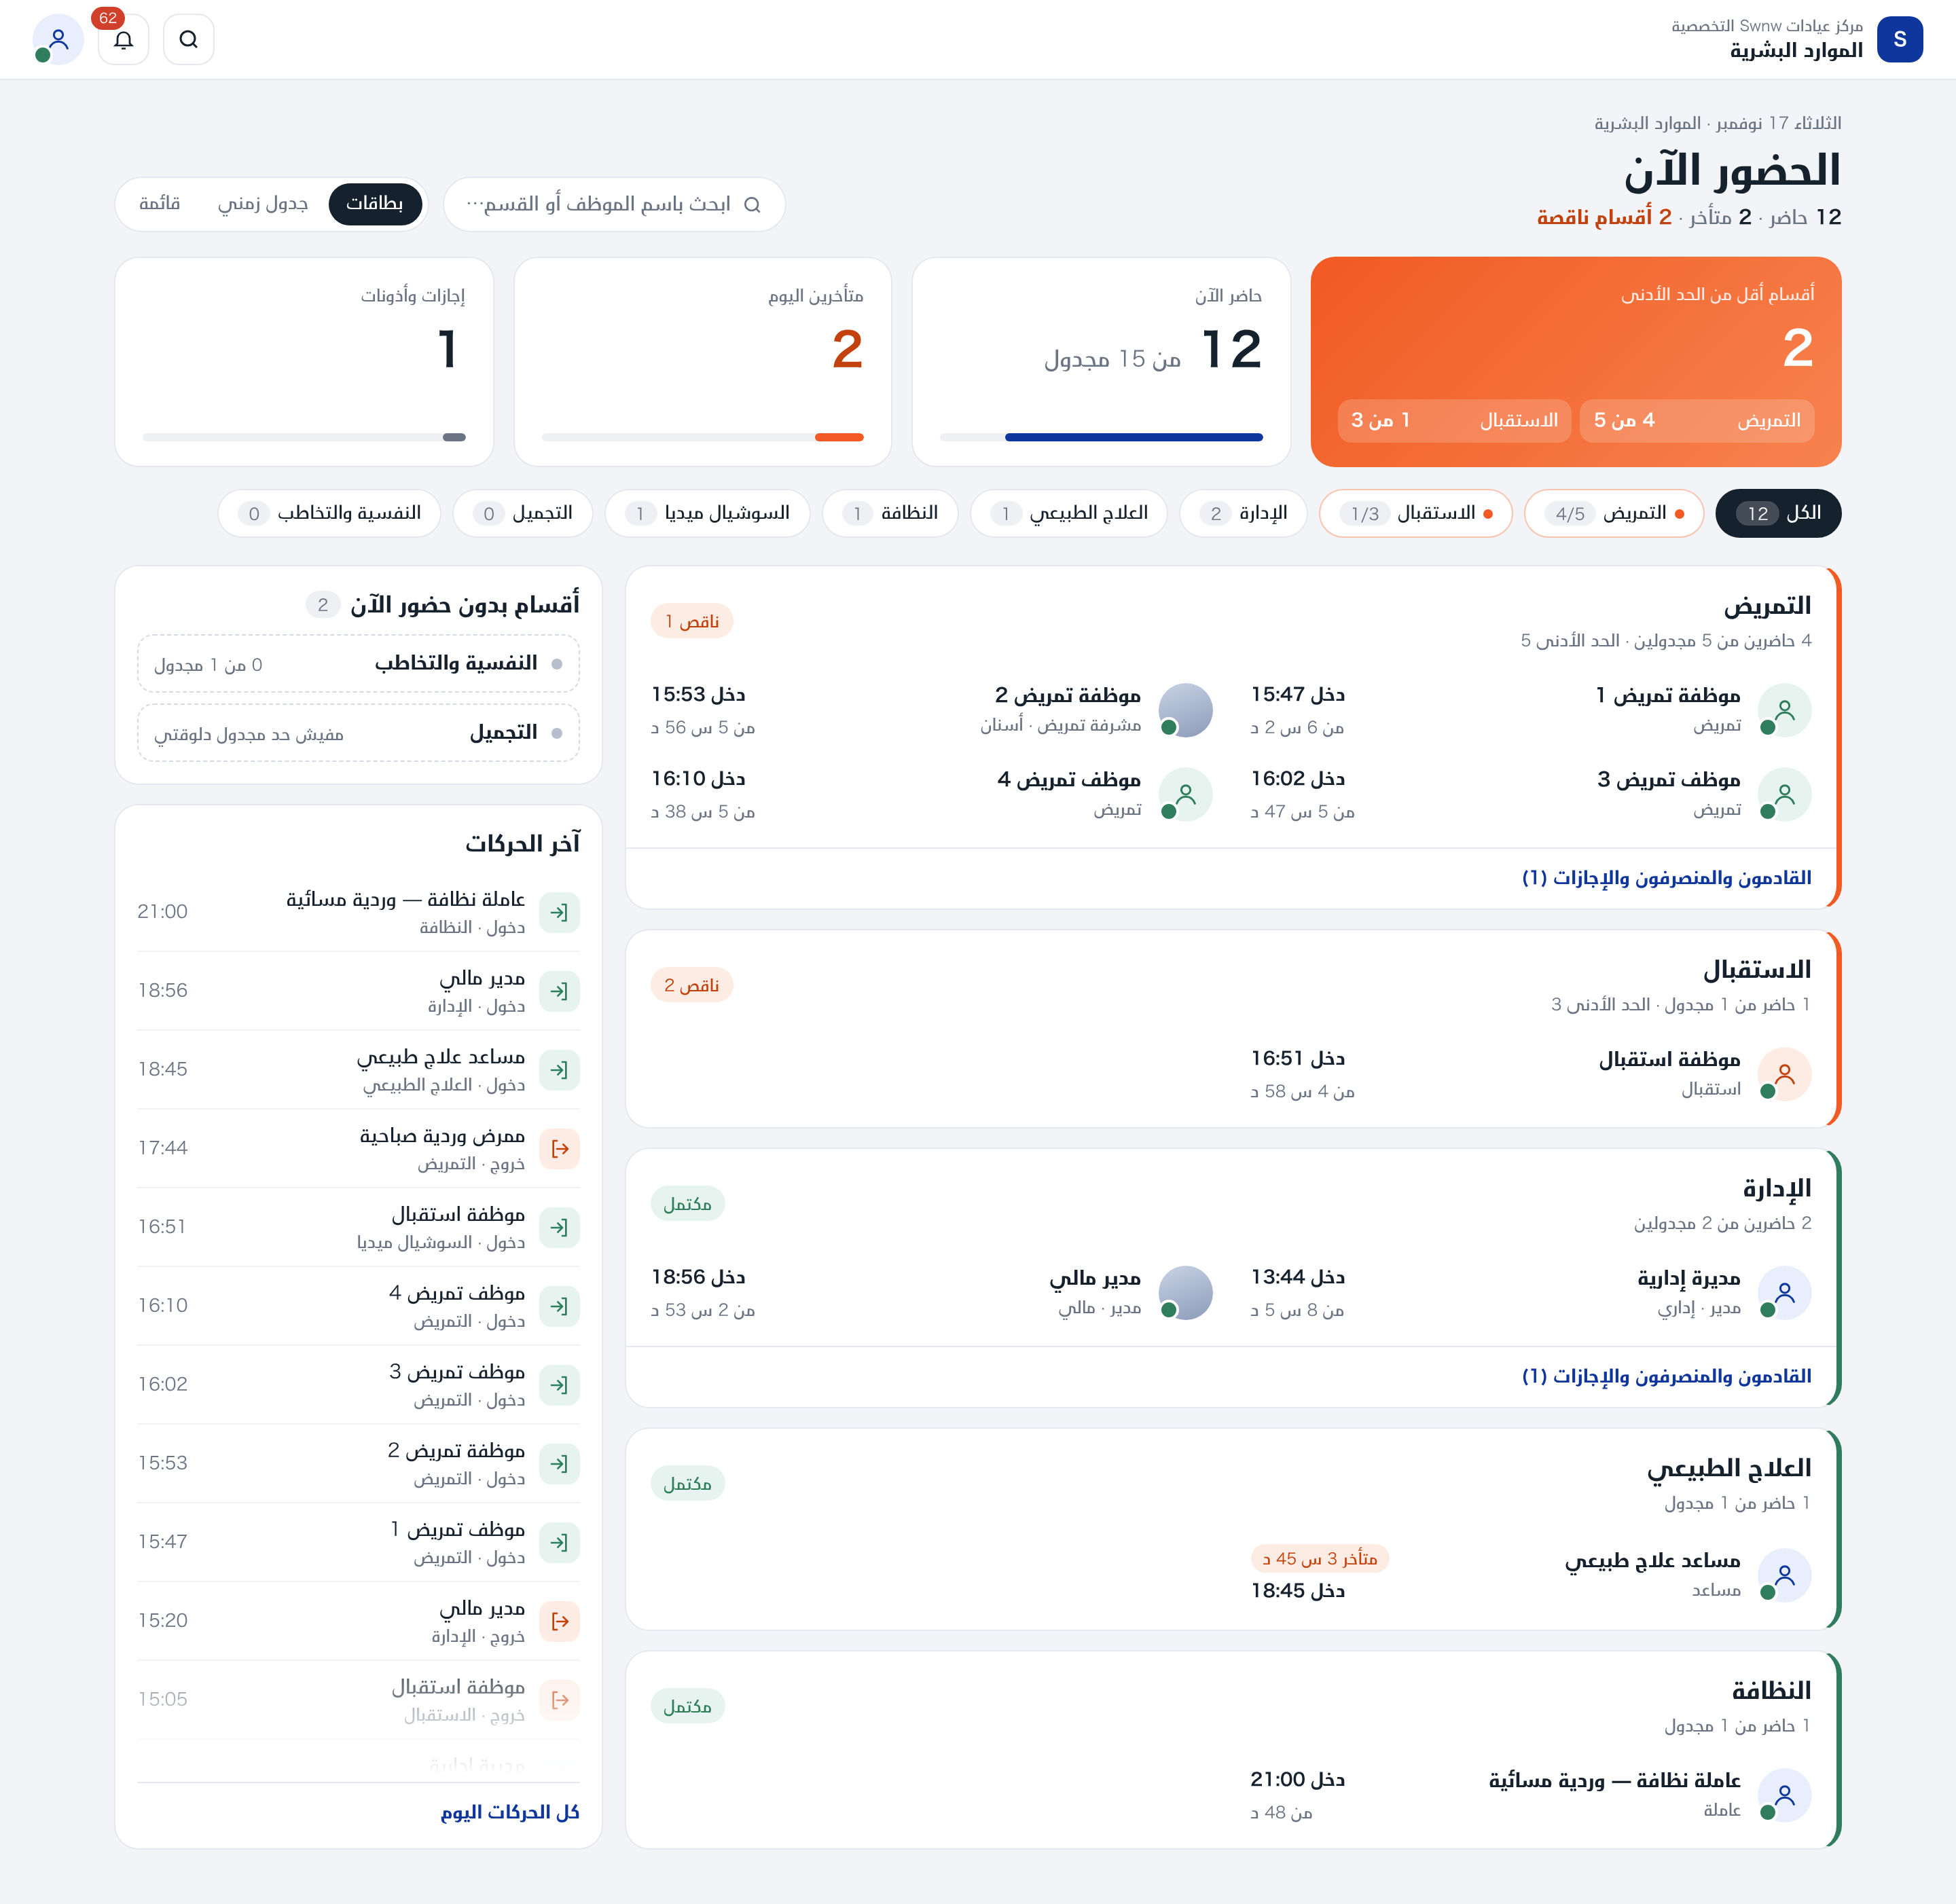 S
مركز عيادات Swnw التخصصية
الموارد البشرية
62
الثلاثاء 17 نوفمبر · الموارد البشرية
الحضور الآن
12 حاضر · 2 متأخر · 2 أقسام ناقصة
ابحث باسم الموظف أو القسم…
بطاقات
جدول زمني
قائمة
أقسام أقل من الحد الأدنى
2
التمريض 4 من 5
الاستقبال 1 من 3
حاضر الآن
12 من 15 مجدول
متأخرين اليوم
2
إجازات وأذونات
1
الكل 12
التمريض 4/5
الاستقبال 1/3
الإدارة 2
العلاج الطبيعي 1
النظافة 1
السوشيال ميديا 1
التجميل 0
النفسية والتخاطب 0
التمريض
4 حاضرين من 5 مجدولين · الحد الأدنى 5
ناقص 1
موظفة تمريض 1
تمريض
دخل 15:47
من 6 س 2 د
موظفة تمريض 2
مشرفة تمريض · أسنان
دخل 15:53
من 5 س 56 د
موظف تمريض 3
تمريض
دخل 16:02
من 5 س 47 د
موظف تمريض 4
تمريض
دخل 16:10
من 5 س 38 د
القادمون والمنصرفون والإجازات (1)
الاستقبال
1 حاضر من 1 مجدول · الحد الأدنى 3
ناقص 2
موظفة استقبال
استقبال
دخل 16:51
من 4 س 58 د
الإدارة
2 حاضرين من 2 مجدولين
مكتمل
مديرة إدارية
مدير · إداري
دخل 13:44
من 8 س 5 د
مدير مالي
مدير · مالي
دخل 18:56
من 2 س 53 د
القادمون والمنصرفون والإجازات (1)
العلاج الطبيعي
1 حاضر من 1 مجدول
مكتمل
مساعد علاج طبيعي
مساعد
متأخر 3 س 45 د
دخل 18:45
النظافة
1 حاضر من 1 مجدول
مكتمل
عاملة نظافة — وردية مسائية
عاملة
دخل 21:00
من 48 د
أقسام بدون حضور الآن 2
النفسية والتخاطب
0 من 1 مجدول
التجميل
مفيش حد مجدول دلوقتي
آخر الحركات
عاملة نظافة — وردية مسائية
دخول · النظافة
21:00
مدير مالي
دخول · الإدارة
18:56
مساعد علاج طبيعي
دخول · العلاج الطبيعي
18:45
ممرض وردية صباحية
خروج · التمريض
17:44
موظفة استقبال
دخول · السوشيال ميديا
16:51
موظف تمريض 4
دخول · التمريض
16:10
موظف تمريض 3
دخول · التمريض
16:02
موظفة تمريض 2
دخول · التمريض
15:53
موظف تمريض 1
دخول · التمريض
15:47
مدير مالي
خروج · الإدارة
15:20
موظفة استقبال
خروج · الاستقبال
15:05
مديرة إدارية
كل الحركات اليوم